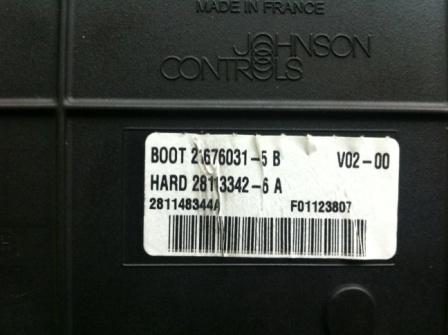 MADE IN FRANCE
JOHNSON
CONTROLS
BOOT 21676031-5 B V02-00
HARD 28113342-6 A
281148344A F01123807